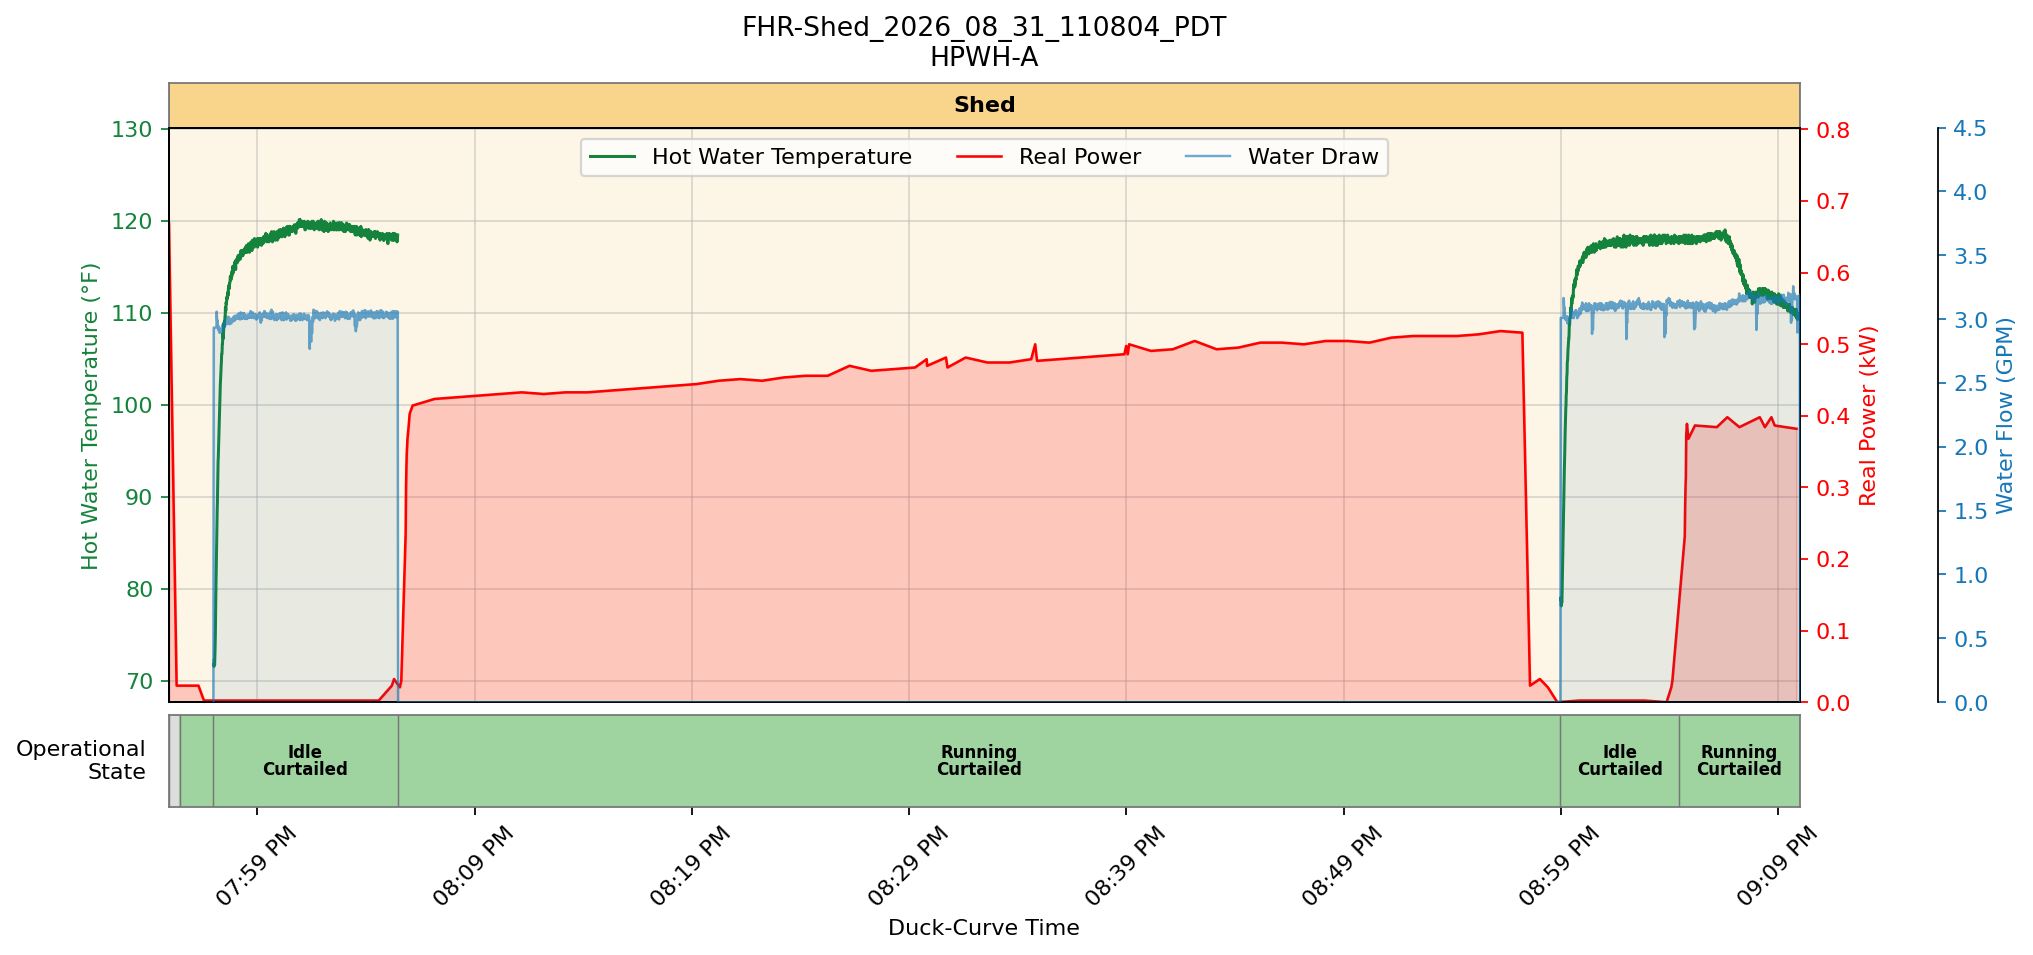 FHR-Shed_2026_08_31_110804_PDT
HPWH-A
Shed
Hot Water Temperature
Real Power
Water Draw
130
120
110
100
90
80
70
Hot Water Temperature (°F)
0.8
0.7
0.6
0.5
0.4
0.3
0.2
0.1
0.0
Real Power (kW)
4.5
4.0
3.5
3.0
2.5
2.0
1.5
1.0
0.5
0.0
Water Flow (GPM)
Operational
State
Idle
Curtailed
Running
Curtailed
Idle
Curtailed
Running
Curtailed
07:59 PM
08:09 PM
08:19 PM
08:29 PM
08:39 PM
08:49 PM
08:59 PM
09:09 PM
Duck-Curve Time